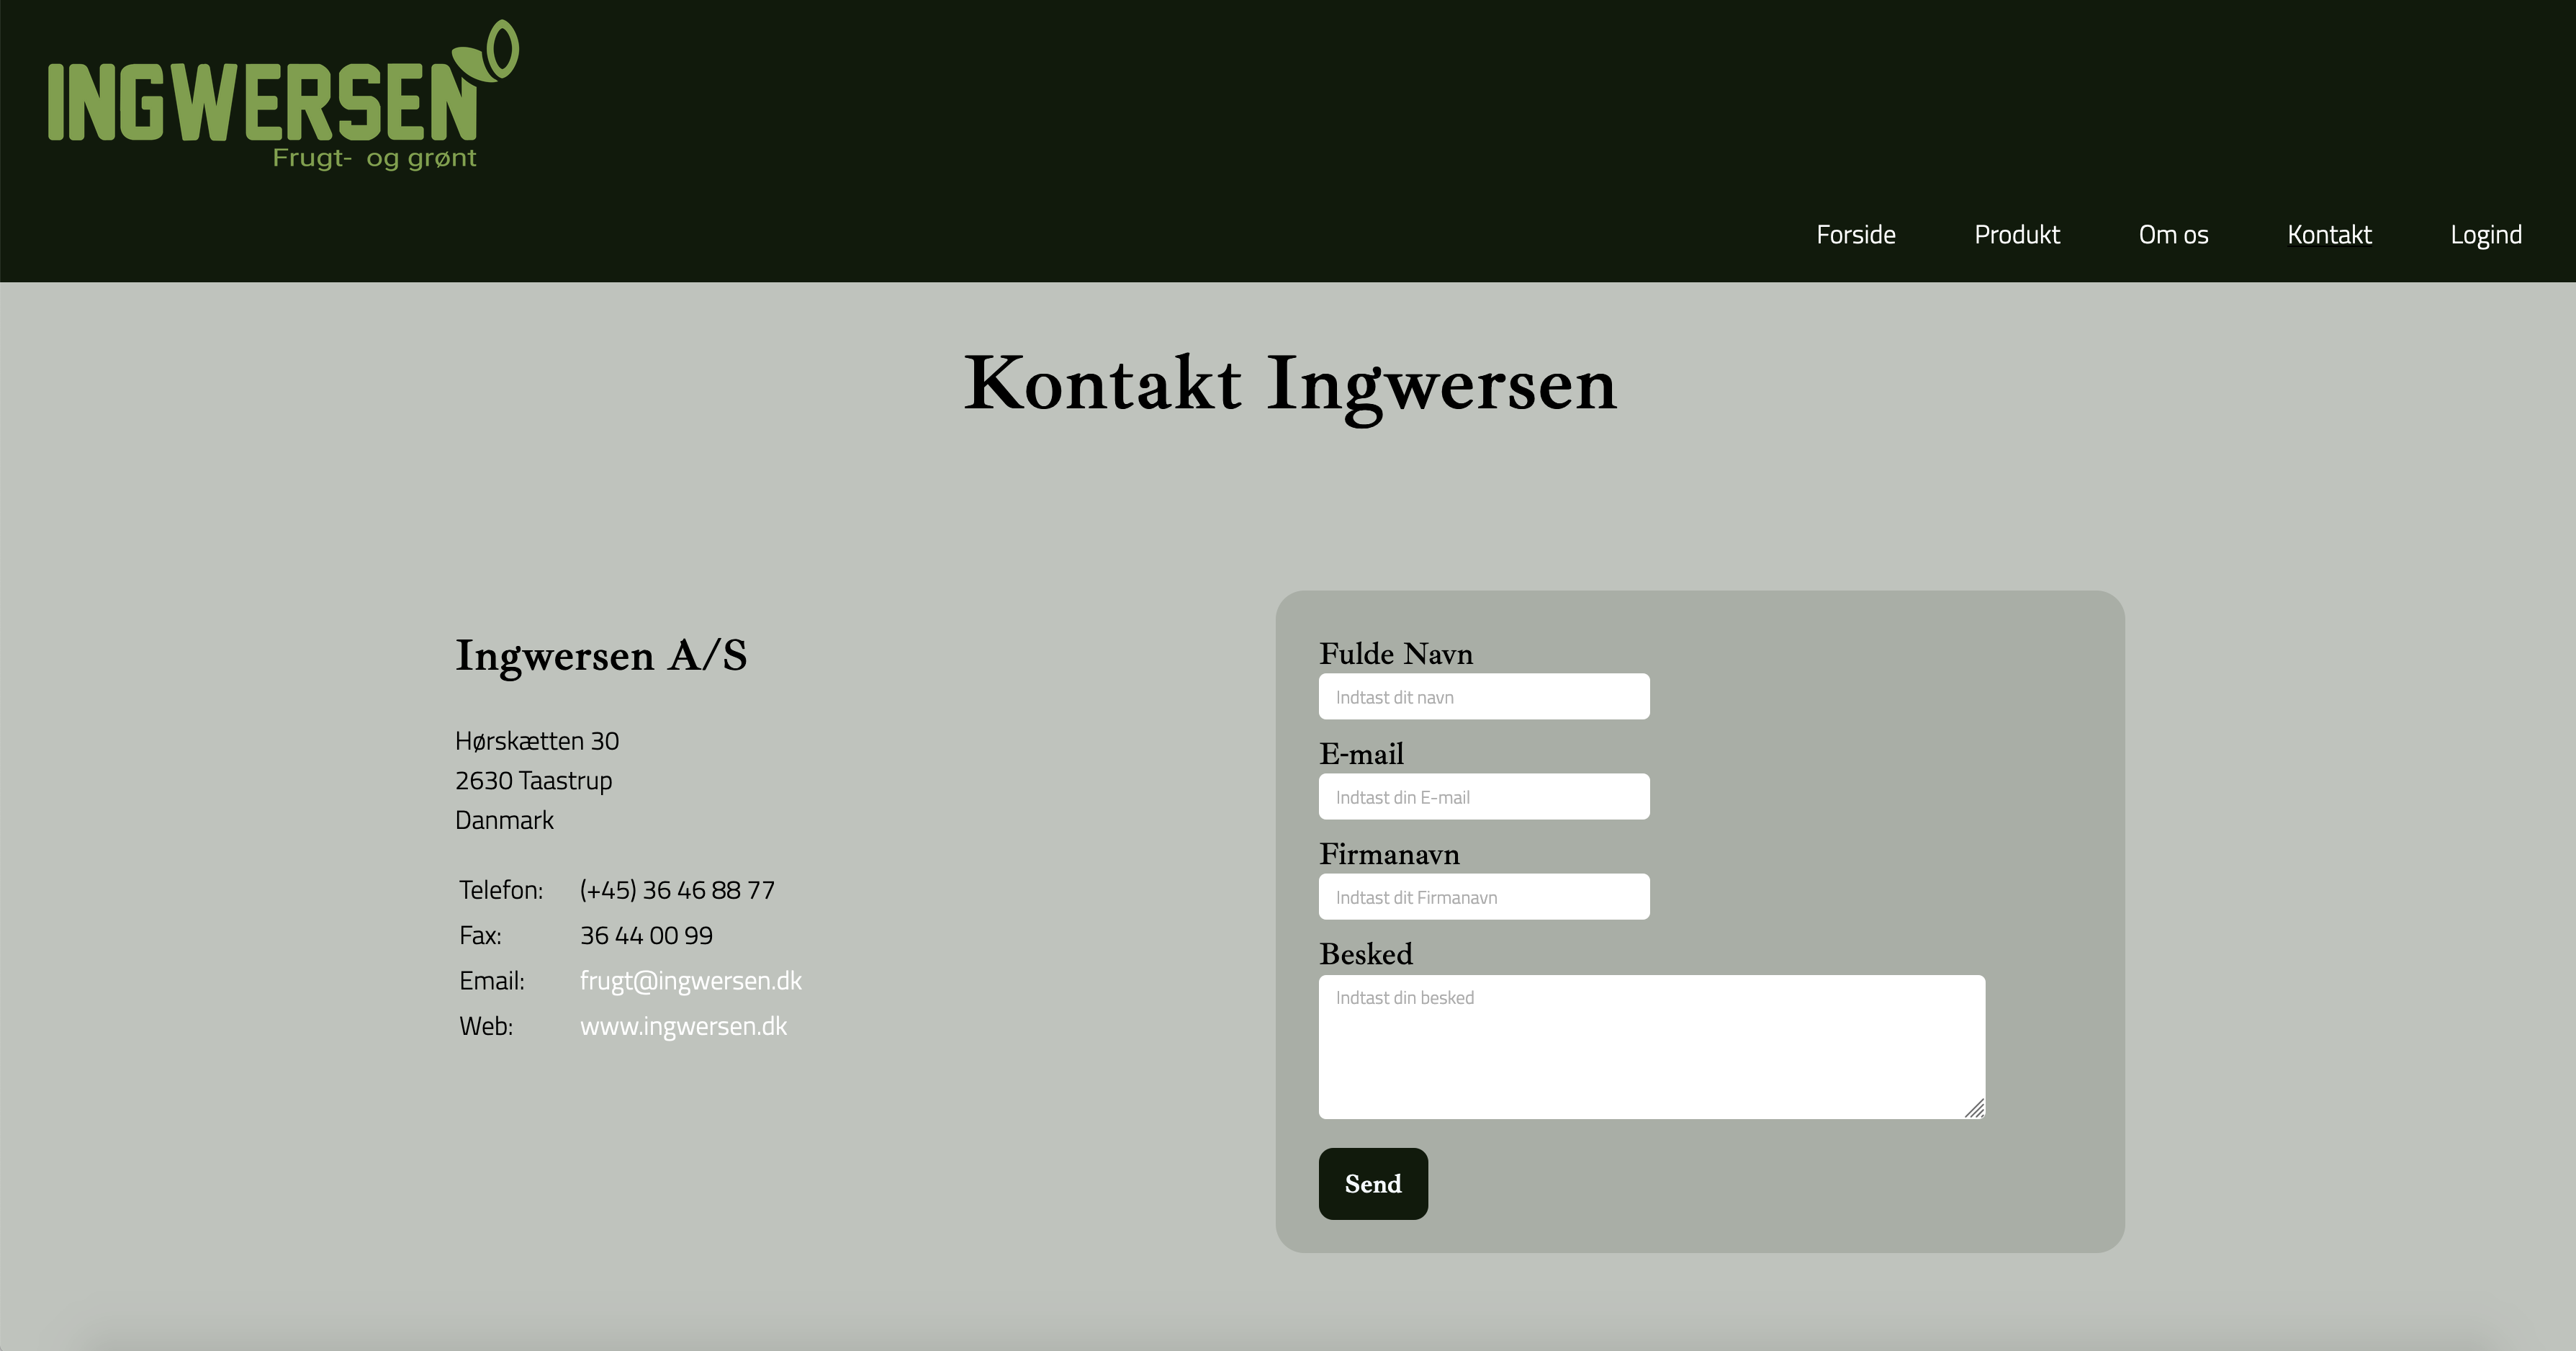 INGWERSEN
Frugt- og grønt
Forside Produkt Om os Kontakt Logind
Kontakt Ingwersen
Ingwersen A/S
Hørskætten 30
2630 Taastrup
Danmark
Telefon: (+45) 36 46 88 77
Fax: 36 44 00 99
Email: frugt@ingwersen.dk
Web: www.ingwersen.dk
Fulde Navn
Indtast dit navn
E-mail
Indtast din E-mail
Firmanavn
Indtast dit Firmanavn
Besked
Indtast din besked
Send